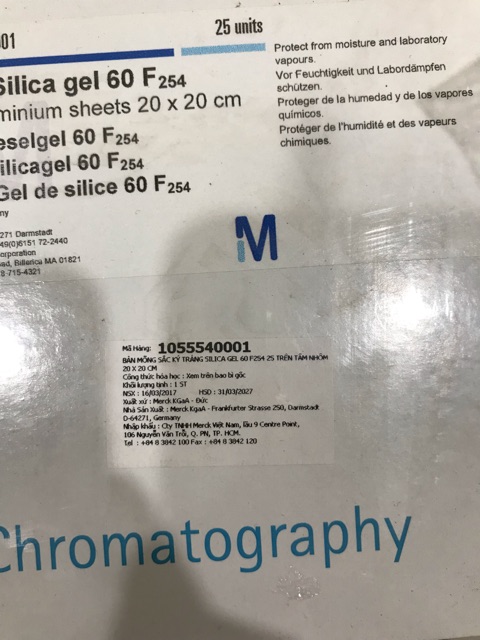 001
25 units
Silica gel 60 F254
minium sheets 20 x 20 cm
eselgel 60 F254
ilicagel 60 F254
Gel de silice 60 F254
ny
Protect from moisture and laboratory
vapours.
Vor Feuchtigkeit und Labordämpfen
schützen.
Proteger de la humedad y de los vapores
químicos.
Protéger de l'humidité et des vapeurs
chimiques.
271 Darmstadt
49(0)6151 72-2440
orporation
ad, Billerica MA 01821
8 715-4321
M
Mã Hàng: 1055540001
BẢN MỎNG SẮC KÝ TRÁNG SILICA GEL 60 F254 25 TRÊN TẤM NHÔM
20 X 20 CM
Công thức hóa học : Xem trên bao bì gốc
Khối lượng tịnh : 1 ST
NSX : 16/03/2017 HSD : 31/03/2027
Xuất xứ : Merck KGaA - Đức
Nhà Sản Xuất : Merck KgaA - Frankfurter Strasse 250, Darmstadt
D-64271, Germany
Nhập khẩu : Cty TNHH Merck Việt Nam, lầu 9 Centre Point,
106 Nguyễn Văn Trỗi, Q. PN, TP. HCM.
Tel : +84 8 3842 100 Fax : +84 8 3842 120
Chromatography